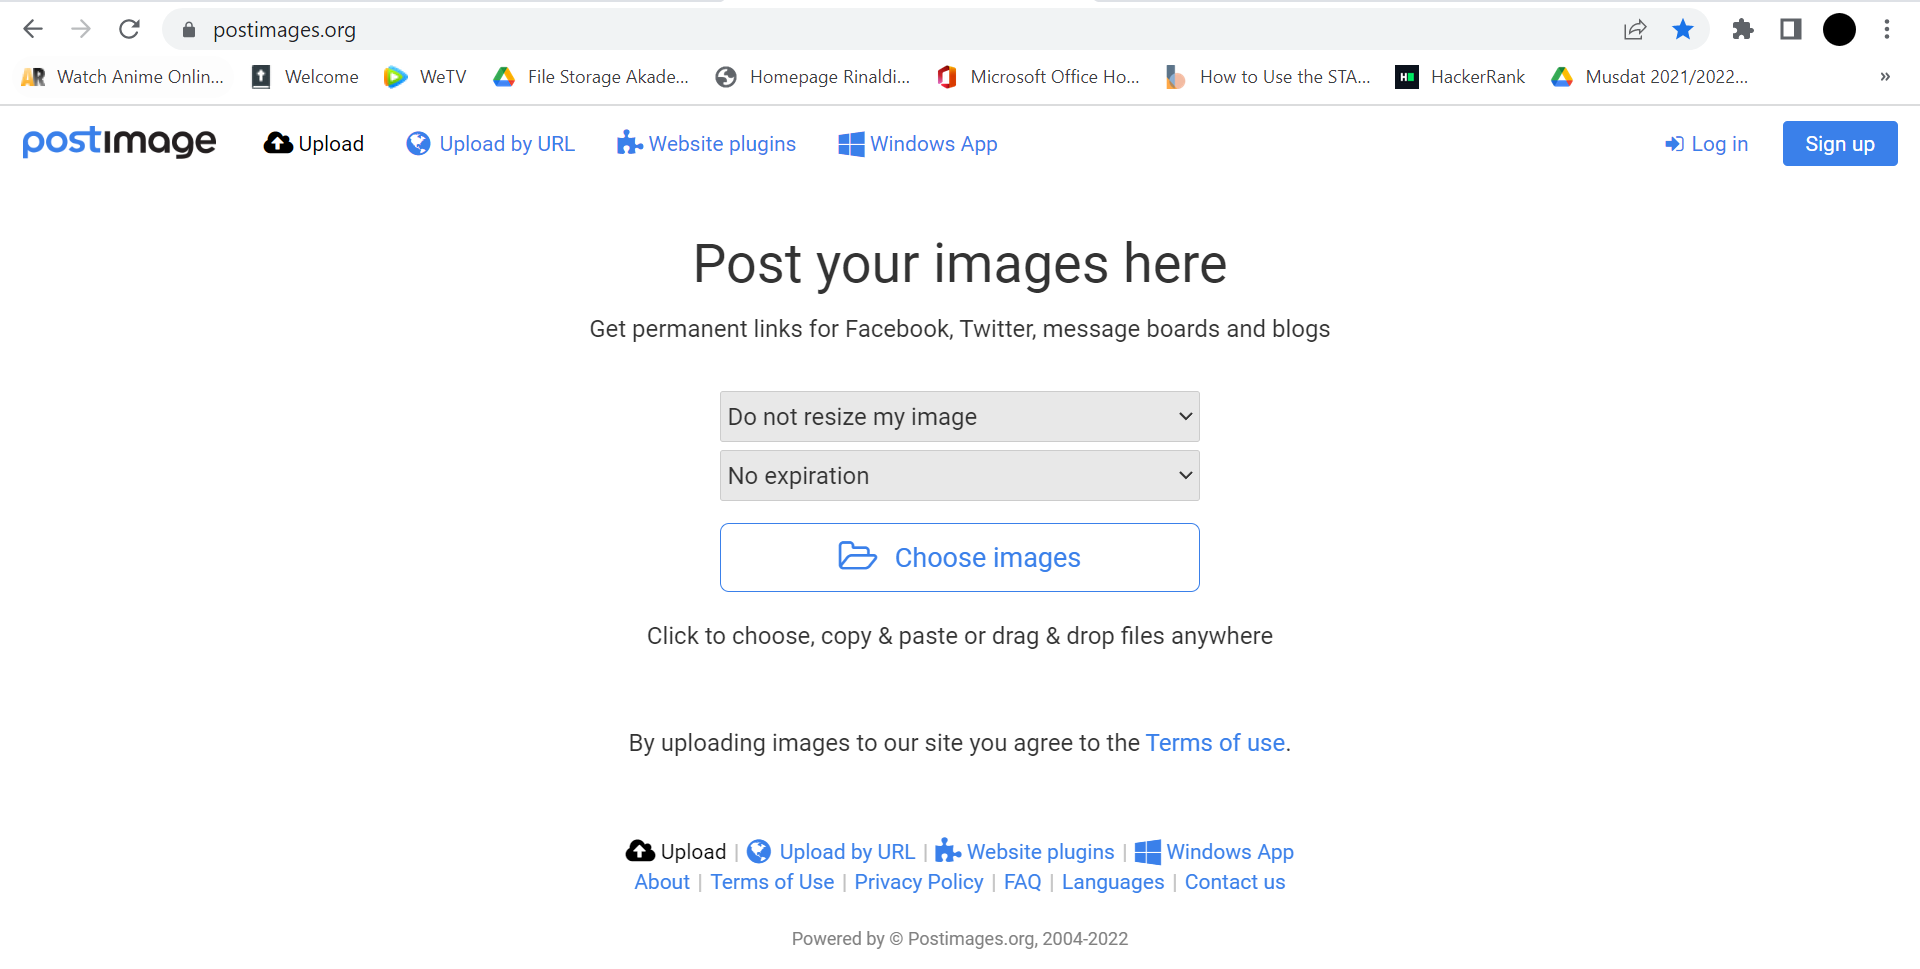 postimages.org
AR Watch Anime Onlin... Welcome WeTV File Storage Akade... Homepage Rinaldi... Microsoft Office Ho... How to Use the STA... H HackerRank Musdat 2021/2022... »
postimage Upload Upload by URL Website plugins Windows App Log in Sign up
Post your images here
Get permanent links for Facebook, Twitter, message boards and blogs
Do not resize my image
No expiration
Choose images
Click to choose, copy & paste or drag & drop files anywhere
By uploading images to our site you agree to the Terms of use.
Upload | Upload by URL | Website plugins | Windows App
About | Terms of Use | Privacy Policy | FAQ | Languages | Contact us
Powered by © Postimages.org, 2004-2022